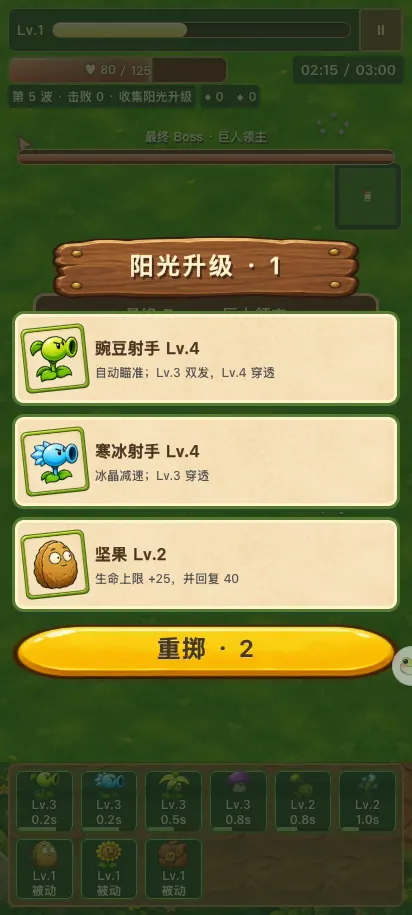 Lv.1
80 / 125
02:15 / 03:00
第 5 波 · 击败 0 · 收集阳光升级
0
0
最终 Boss · 巨人领主
阳光升级 · 1
豌豆射手 Lv.4
自动瞄准；Lv.3 双发，Lv.4 穿透
寒冰射手 Lv.4
冰晶减速；Lv.3 穿透
坚果 Lv.2
生命上限 +25，并回复 40
重掷 · 2
Lv.3 Lv.3 Lv.3 Lv.3 Lv.2 Lv.2
0.2s 0.2s 0.5s 0.8s 0.8s 1.0s
Lv.1 Lv.1 Lv.1
被动 被动 被动